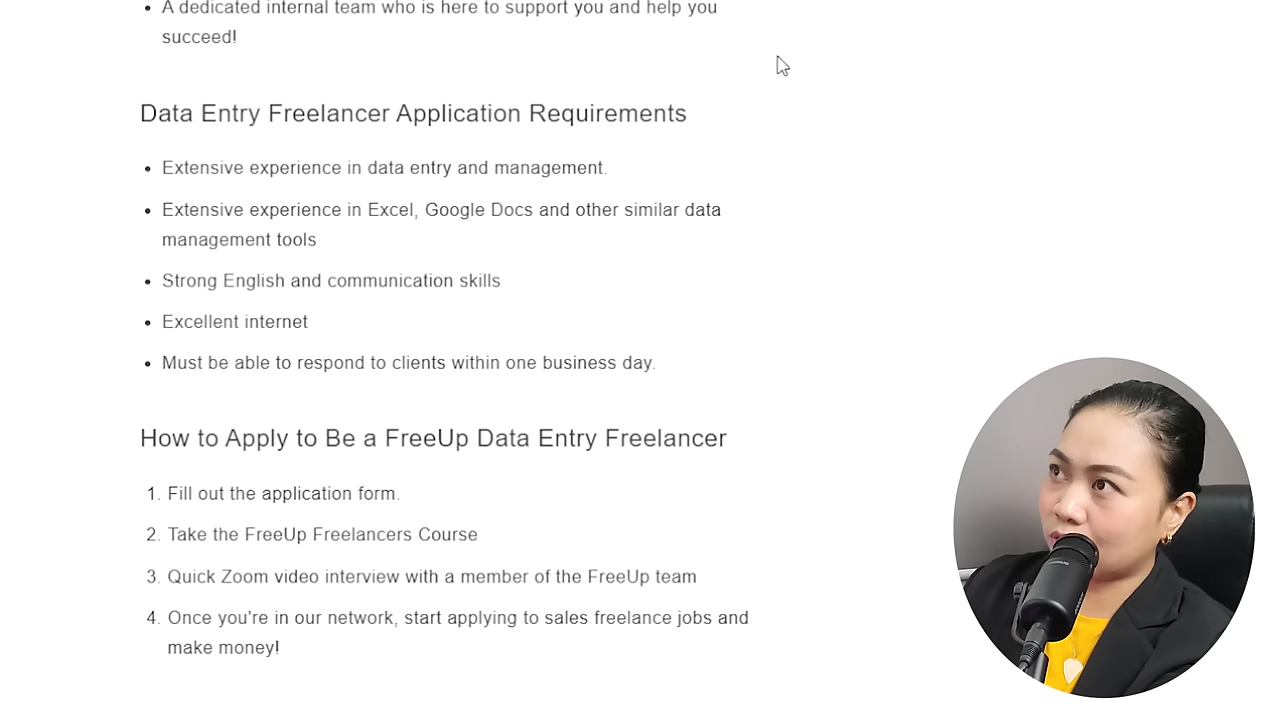 • A dedicated internal team who is here to support you and help you
succeed!
Data Entry Freelancer Application Requirements
• Extensive experience in data entry and management.
• Extensive experience in Excel, Google Docs and other similar data
management tools
• Strong English and communication skills
• Excellent internet
• Must be able to respond to clients within one business day.
How to Apply to Be a FreeUp Data Entry Freelancer
1. Fill out the application form.
2. Take the FreeUp Freelancers Course
3. Quick Zoom video interview with a member of the FreeUp team
4. Once you're in our network, start applying to sales freelance jobs and
make money!